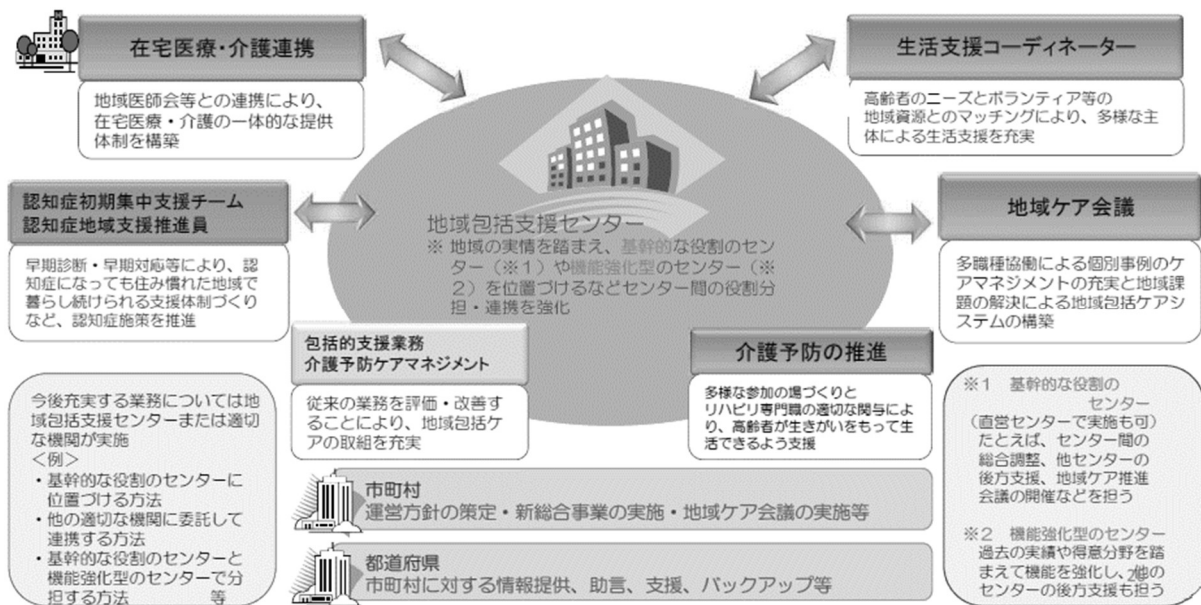 在宅医療・介護連携
地域医師会等との連携により、
在宅医療・介護の一体的な提供
体制を構築
生活支援コーディネーター
高齢者のニーズとボランティア等の
地域資源とのマッチングにより、多様な主
体による生活支援を充実
認知症初期集中支援チーム
認知症地域支援推進員
早期診断・早期対応等により、認
知症になっても住み慣れた地域で
暮らし続けられる支援体制づくり
など、認知症施策を推進
地域包括支援センター
※ 地域の実情を踏まえ、基幹的な役割のセン
ター（※１）や機能強化型のセンター（※
２）を位置づけるなどセンター間の役割分
担・連携を強化
地域ケア会議
多職種協働による個別事例のケ
アマネジメントの充実と地域課
題の解決による地域包括ケアシ
ステムの構築
包括的支援業務
介護予防ケアマネジメント
従来の業務を評価・改善す
ることにより、地域包括ケ
アの取組を充実
介護予防の推進
多様な参加の場づくりと
リハビリ専門職の適切な関与によ
り、高齢者が生きがいをもって生
活できるよう支援
今後充実する業務については地
域包括支援センターまたは適切
な機関が実施
＜例＞
・基幹的な役割のセンターに
位置づける方法
・他の適切な機関に委託して
連携する方法
・基幹的な役割のセンターと
機能強化型のセンターで分
担する方法 等
市町村
運営方針の策定・新総合事業の実施・地域ケア会議の実施等
都道府県
市町村に対する情報提供、助言、支援、バックアップ等
※１ 基幹的な役割の
センター
（直営センターで実施も可）
たとえば、センター間の
総合調整、他センターの
後方支援、地域ケア推進
会議の開催などを担う
※２ 機能強化型のセンター
過去の実績や得意分野を踏
まえて機能を強化し、他の
センターの後方支援も担う